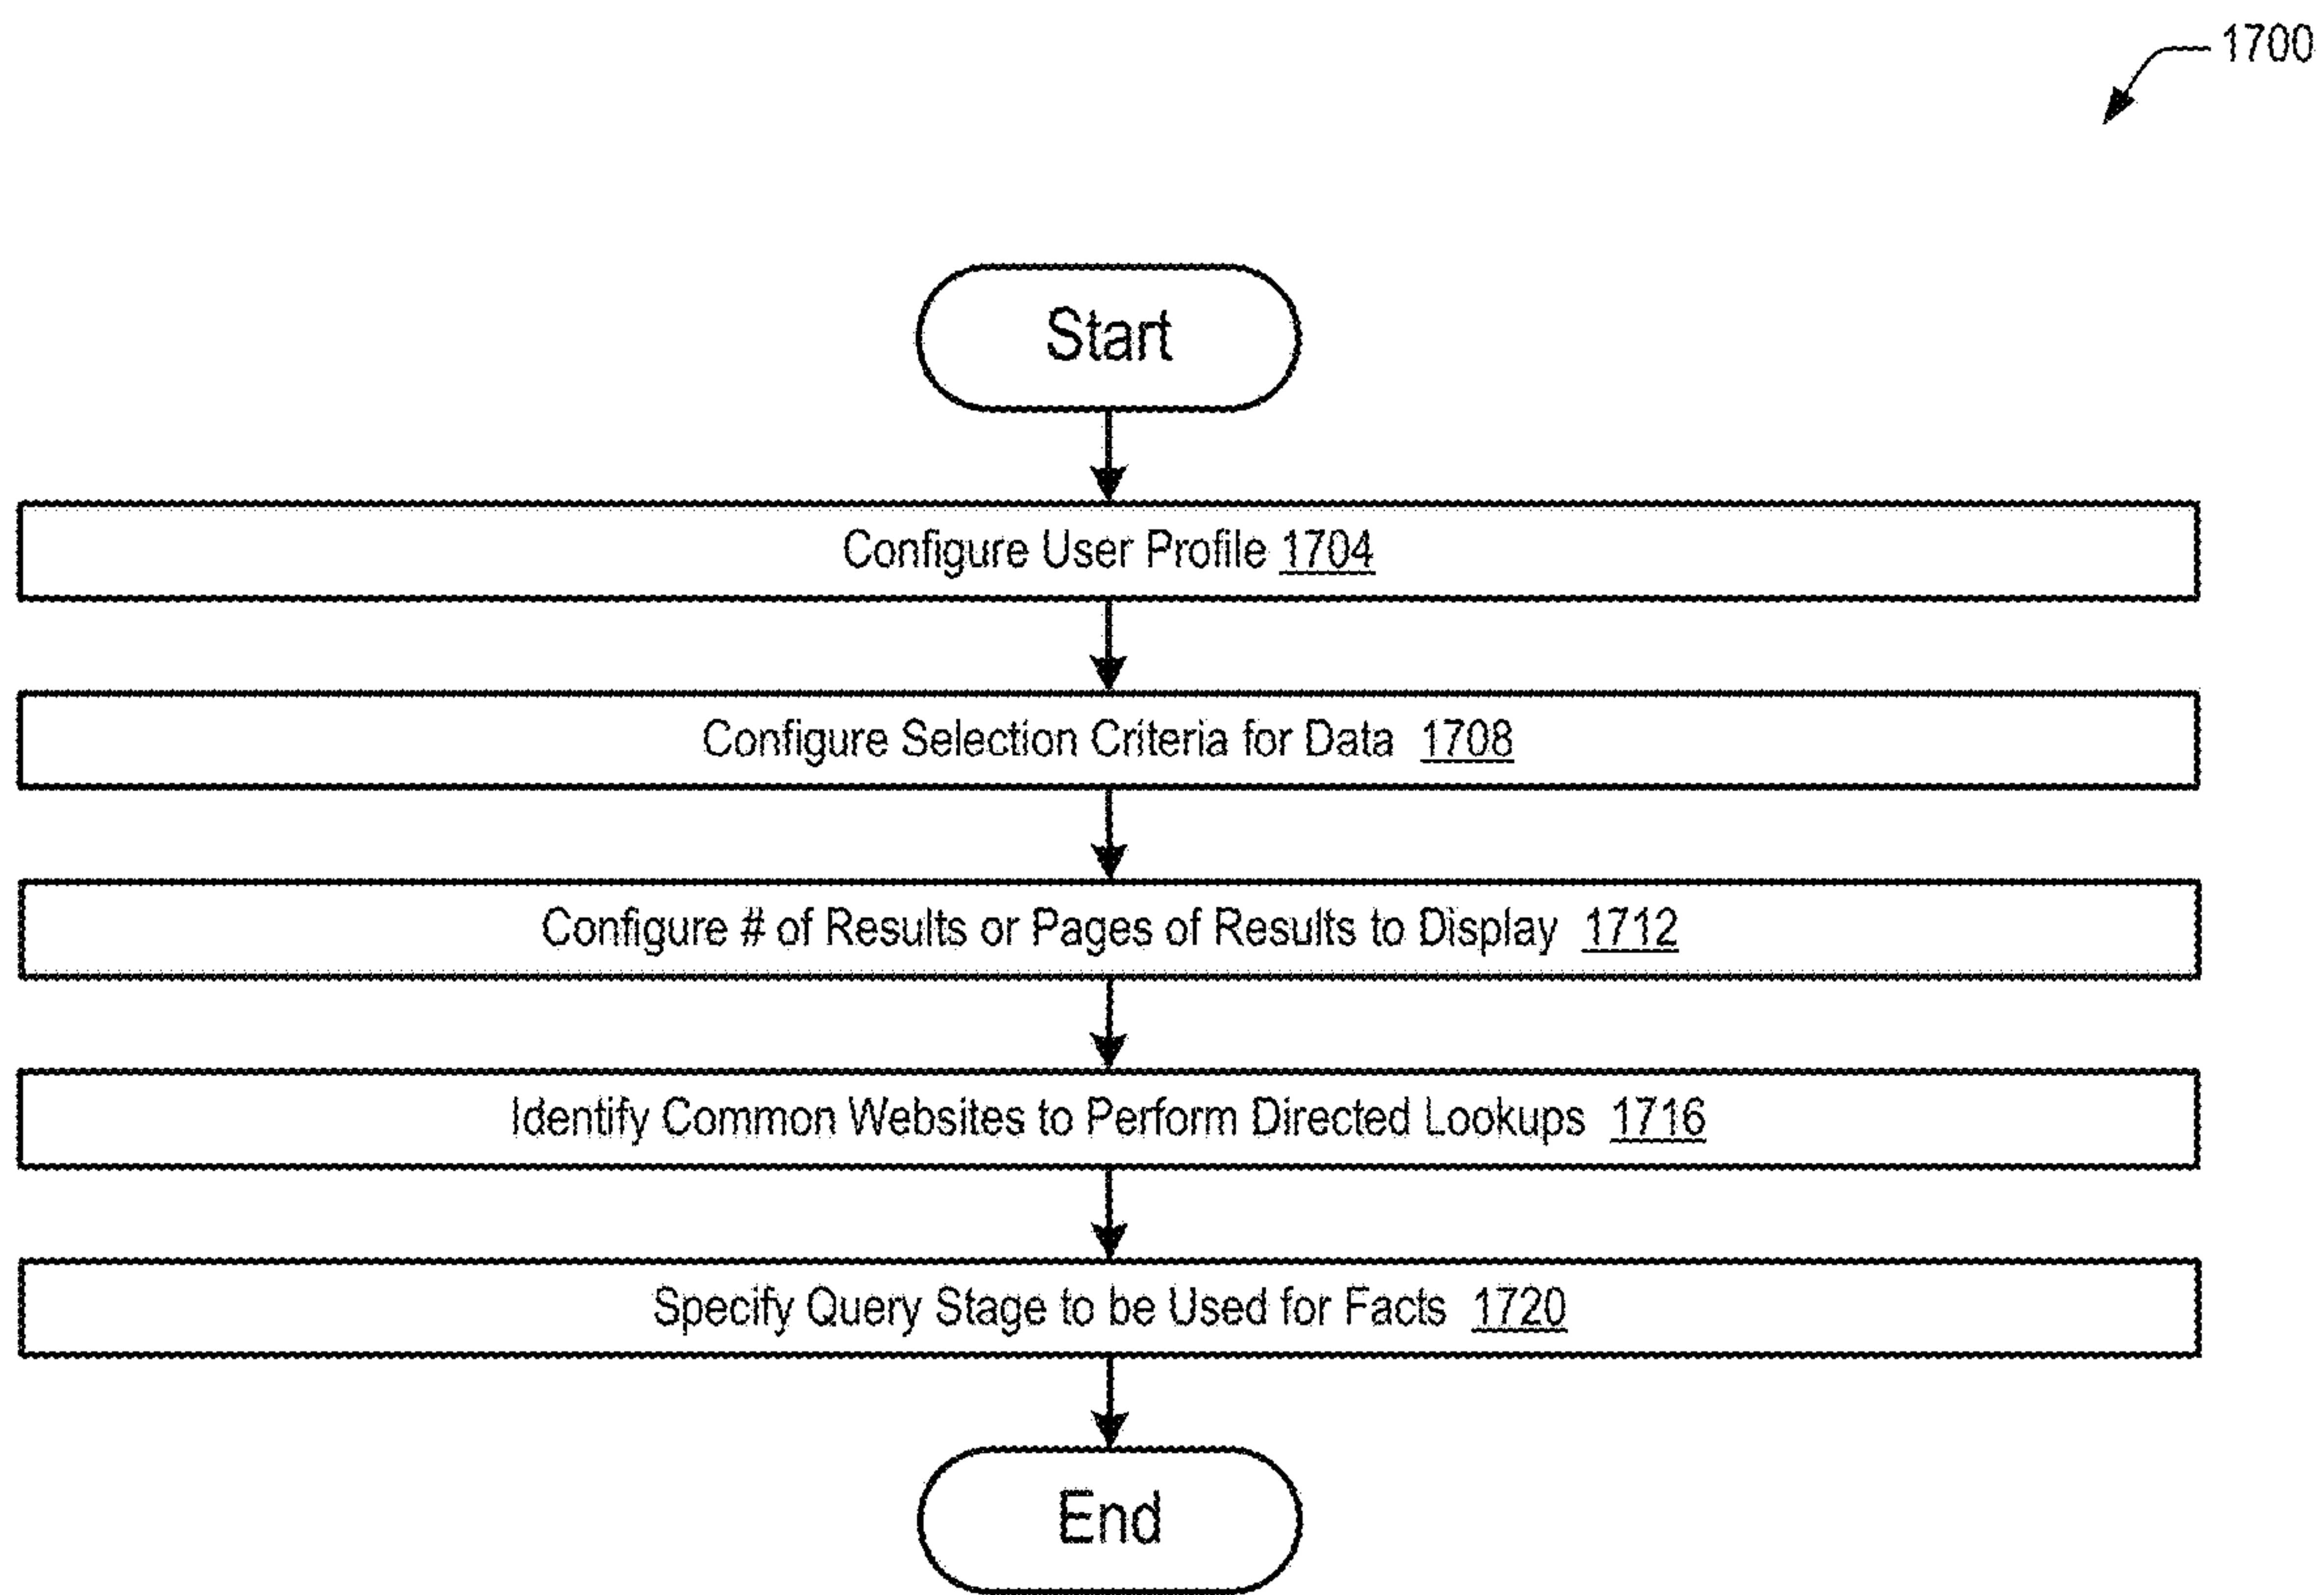 1700
Start
Configure User Profile 1704
Configure Selection Criteria for Data 1708
Configure # of Results or Pages of Results to Display 1712
Identify Common Websites to Perform Directed Lookups 1716
Specify Query Stage to be Used for Facts 1720
End